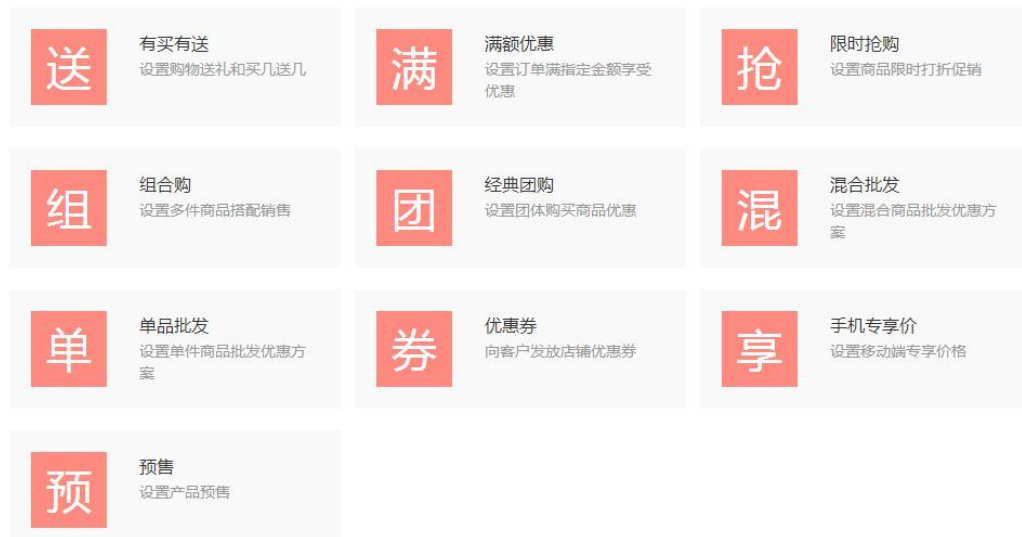 送
有买有送
设置购物送礼和买几送几
满
满额优惠
设置订单满指定金额享受
优惠
抢
限时抢购
设置商品限时打折促销
组
组合购
设置多件商品搭配销售
团
经典团购
设置团体购买商品优惠
混
混合批发
设置混合商品批发优惠方
案
单
单品批发
设置单件商品批发优惠方
案
券
优惠券
向客户发放店铺优惠券
享
手机专享价
设置移动端专享价格
预
预售
设置产品预售